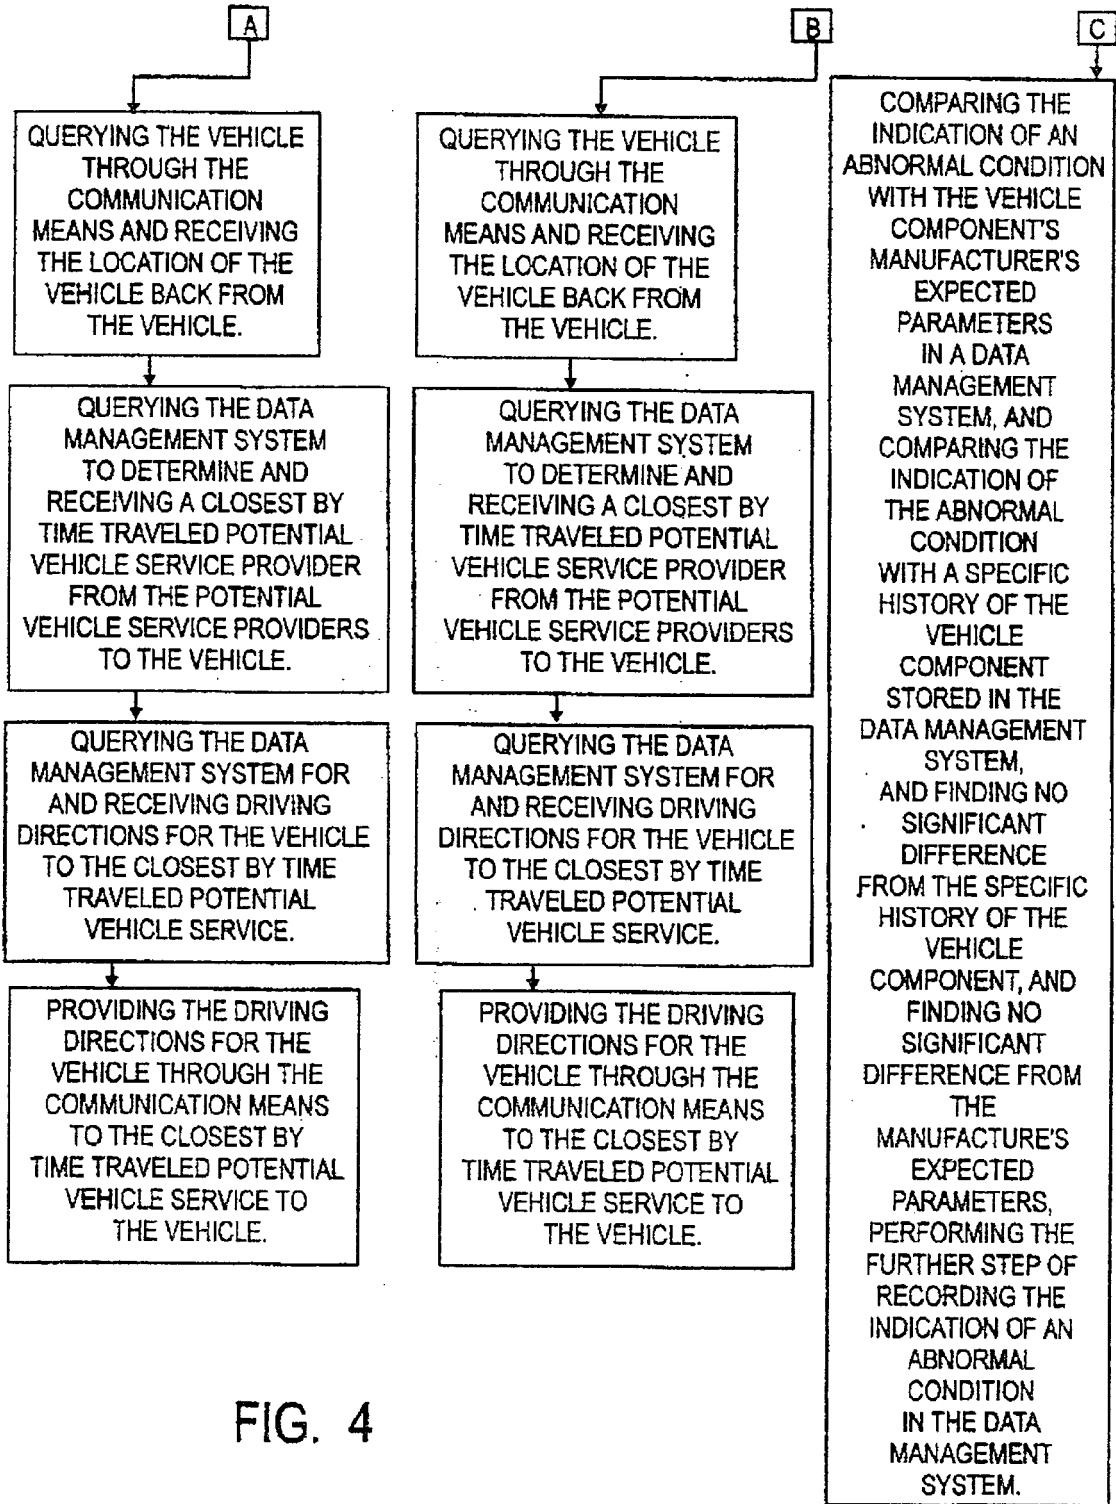 A
QUERYING THE VEHICLE
THROUGH THE
COMMUNICATION
MEANS AND RECEIVING
THE LOCATION OF THE
VEHICLE BACK FROM
THE VEHICLE.
QUERYING THE DATA
MANAGEMENT SYSTEM
TO DETERMINE AND
RECEIVING A CLOSEST BY
TIME TRAVELED POTENTIAL
VEHICLE SERVICE PROVIDER
FROM THE POTENTIAL
VEHICLE SERVICE PROVIDERS
TO THE VEHICLE.
QUERYING THE DATA
MANAGEMENT SYSTEM FOR
AND RECEIVING DRIVING
DIRECTIONS FOR THE VEHICLE
TO THE CLOSEST BY TIME
TRAVELED POTENTIAL
VEHICLE SERVICE.
PROVIDING THE DRIVING
DIRECTIONS FOR THE
VEHICLE THROUGH THE
COMMUNICATION MEANS
TO THE CLOSEST BY
TIME TRAVELED POTENTIAL
VEHICLE SERVICE TO
THE VEHICLE.
B
QUERYING THE VEHICLE
THROUGH THE
COMMUNICATION
MEANS AND RECEIVING
THE LOCATION OF THE
VEHICLE BACK FROM
THE VEHICLE.
QUERYING THE DATA
MANAGEMENT SYSTEM
TO DETERMINE AND
RECEIVING A CLOSEST BY
TIME TRAVELED POTENTIAL
VEHICLE SERVICE PROVIDER
FROM THE POTENTIAL
VEHICLE SERVICE PROVIDERS
TO THE VEHICLE.
QUERYING THE DATA
MANAGEMENT SYSTEM FOR
AND RECEIVING DRIVING
DIRECTIONS FOR THE VEHICLE
TO THE CLOSEST BY TIME
TRAVELED POTENTIAL
VEHICLE SERVICE.
PROVIDING THE DRIVING
DIRECTIONS FOR THE
VEHICLE THROUGH THE
COMMUNICATION MEANS
TO THE CLOSEST BY
TIME TRAVELED POTENTIAL
VEHICLE SERVICE TO
THE VEHICLE.
C
COMPARING THE
INDICATION OF AN
ABNORMAL CONDITION
WITH THE VEHICLE
COMPONENT'S
MANUFACTURER'S
EXPECTED
PARAMETERS
IN A DATA
MANAGEMENT
SYSTEM, AND
COMPARING THE
INDICATION OF
THE ABNORMAL
CONDITION
WITH A SPECIFIC
HISTORY OF THE
VEHICLE
COMPONENT
STORED IN THE
DATA MANAGEMENT
SYSTEM,
AND FINDING NO
SIGNIFICANT
DIFFERENCE
FROM THE SPECIFIC
HISTORY OF THE
VEHICLE
COMPONENT, AND
FINDING NO
SIGNIFICANT
DIFFERENCE FROM
THE
MANUFACTURE'S
EXPECTED
PARAMETERS,
PERFORMING THE
FURTHER STEP OF
RECORDING THE
INDICATION OF AN
ABNORMAL
CONDITION
IN THE DATA
MANAGEMENT
SYSTEM.
FIG. 4